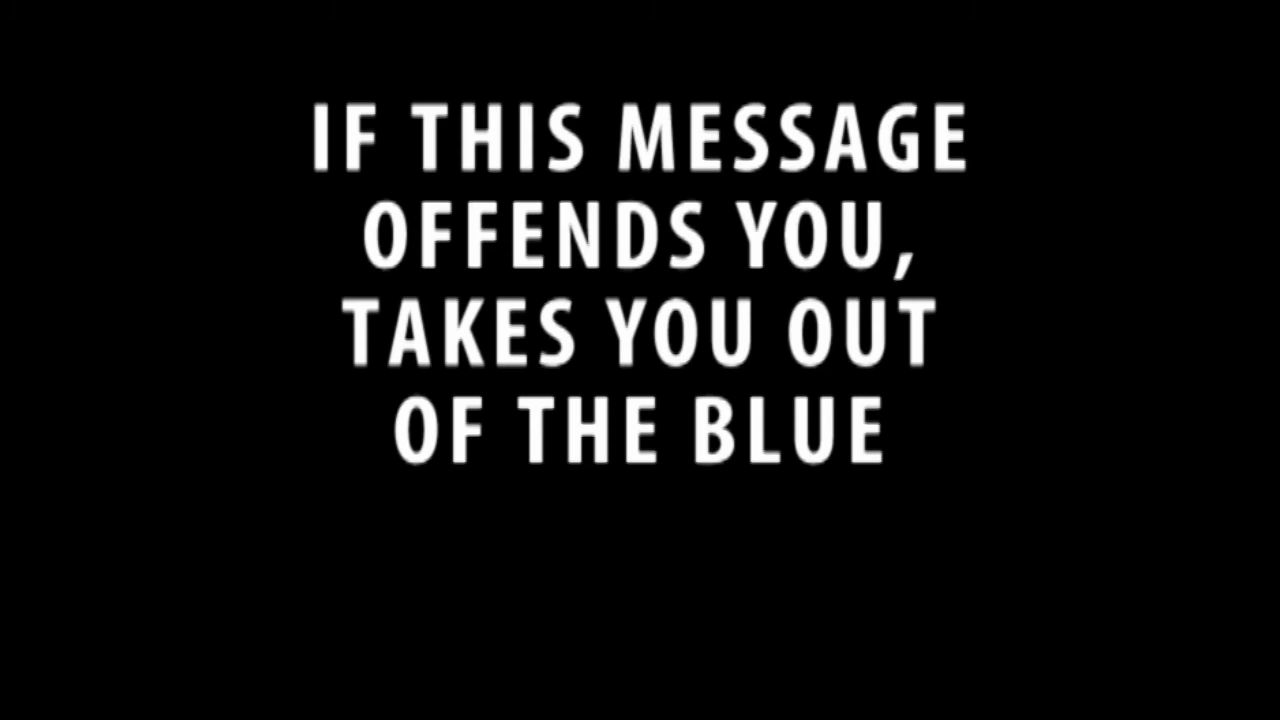 IF THIS MESSAGE
OFFENDS YOU,
TAKES YOU OUT
OF THE BLUE